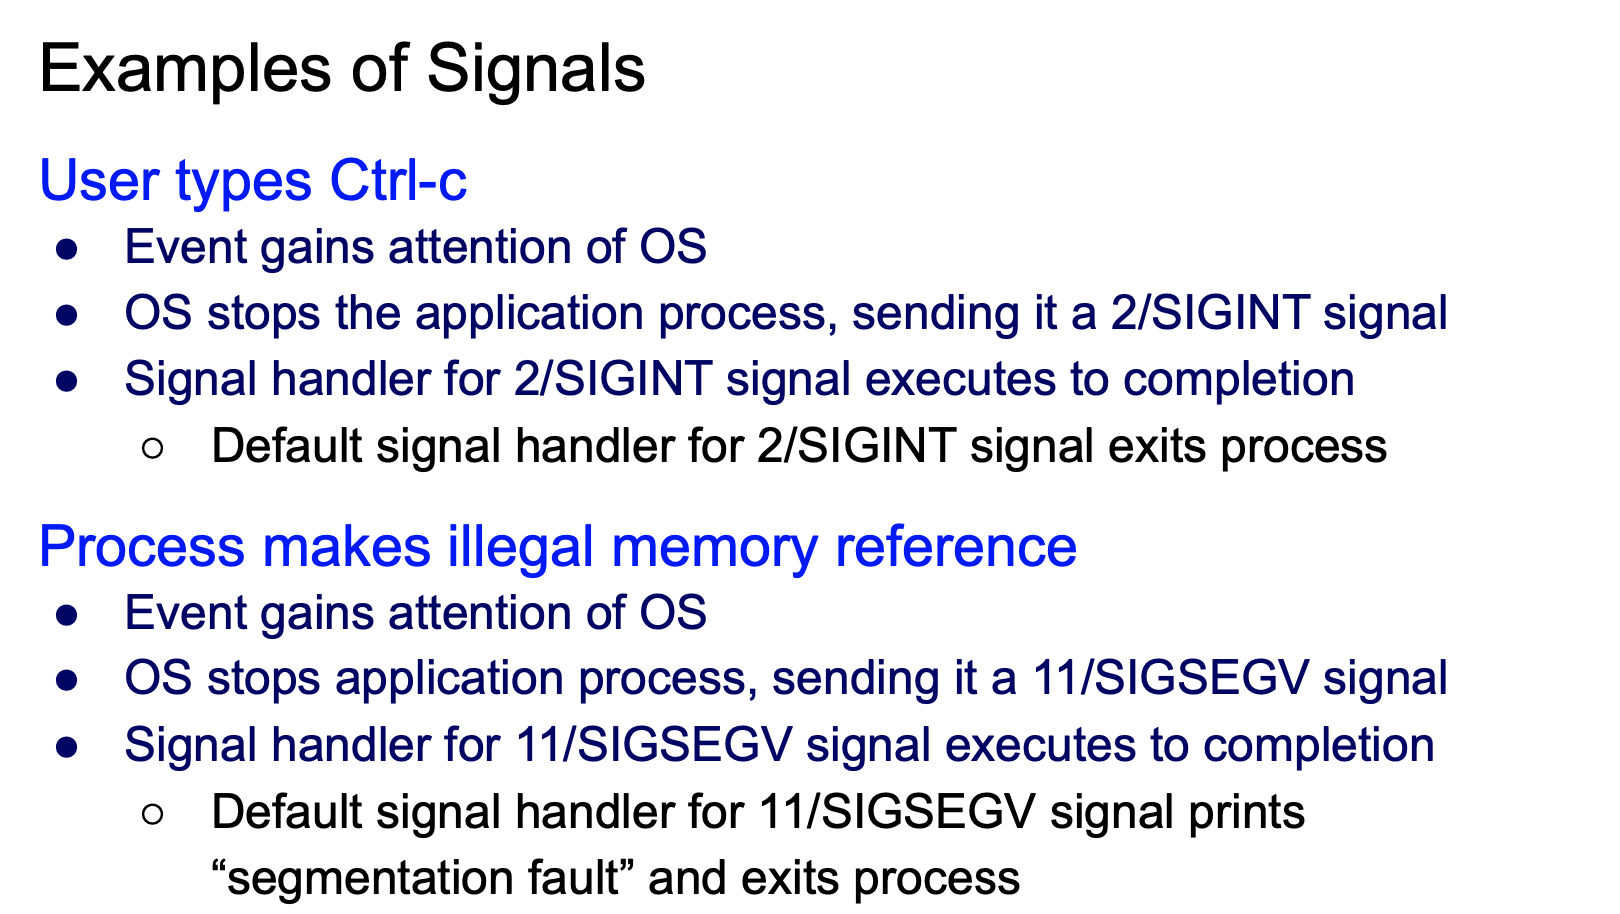 Examples of Signals
User types Ctrl-c
● Event gains attention of OS
● OS stops the application process, sending it a 2/SIGINT signal
● Signal handler for 2/SIGINT signal executes to completion
○ Default signal handler for 2/SIGINT signal exits process
Process makes illegal memory reference
● Event gains attention of OS
● OS stops application process, sending it a 11/SIGSEGV signal
● Signal handler for 11/SIGSEGV signal executes to completion
○ Default signal handler for 11/SIGSEGV signal prints
“segmentation fault” and exits process